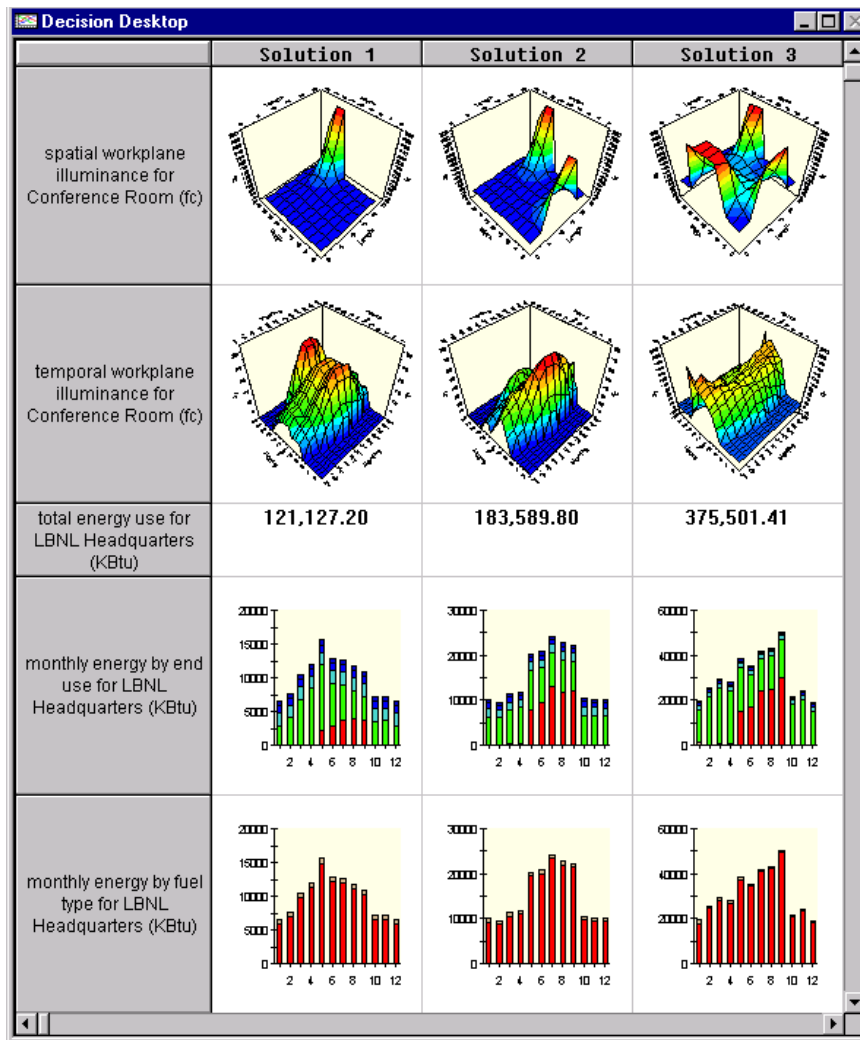 Decision Desktop
Solution 1
Solution 2
Solution 3
spatial workplane
illuminance for
Conference Room (fc)
temporal workplane
illuminance for
Conference Room (fc)
total energy use for
LBNL Headquarters
(KBtu)
121,127.20
183,589.80
375,501.41
monthly energy by end
use for LBNL
Headquarters (KBtu)
20000
15000
10000
5000
0
2 4 6 8 10 12
30000
20000
10000
0
2 4 6 8 10 12
60000
40000
20000
0
2 4 6 8 10 12
monthly energy by fuel
type for LBNL
Headquarters (KBtu)
20000
15000
10000
5000
0
2 4 6 8 10 12
30000
20000
10000
0
2 4 6 8 10 12
60000
40000
20000
0
2 4 6 8 10 12